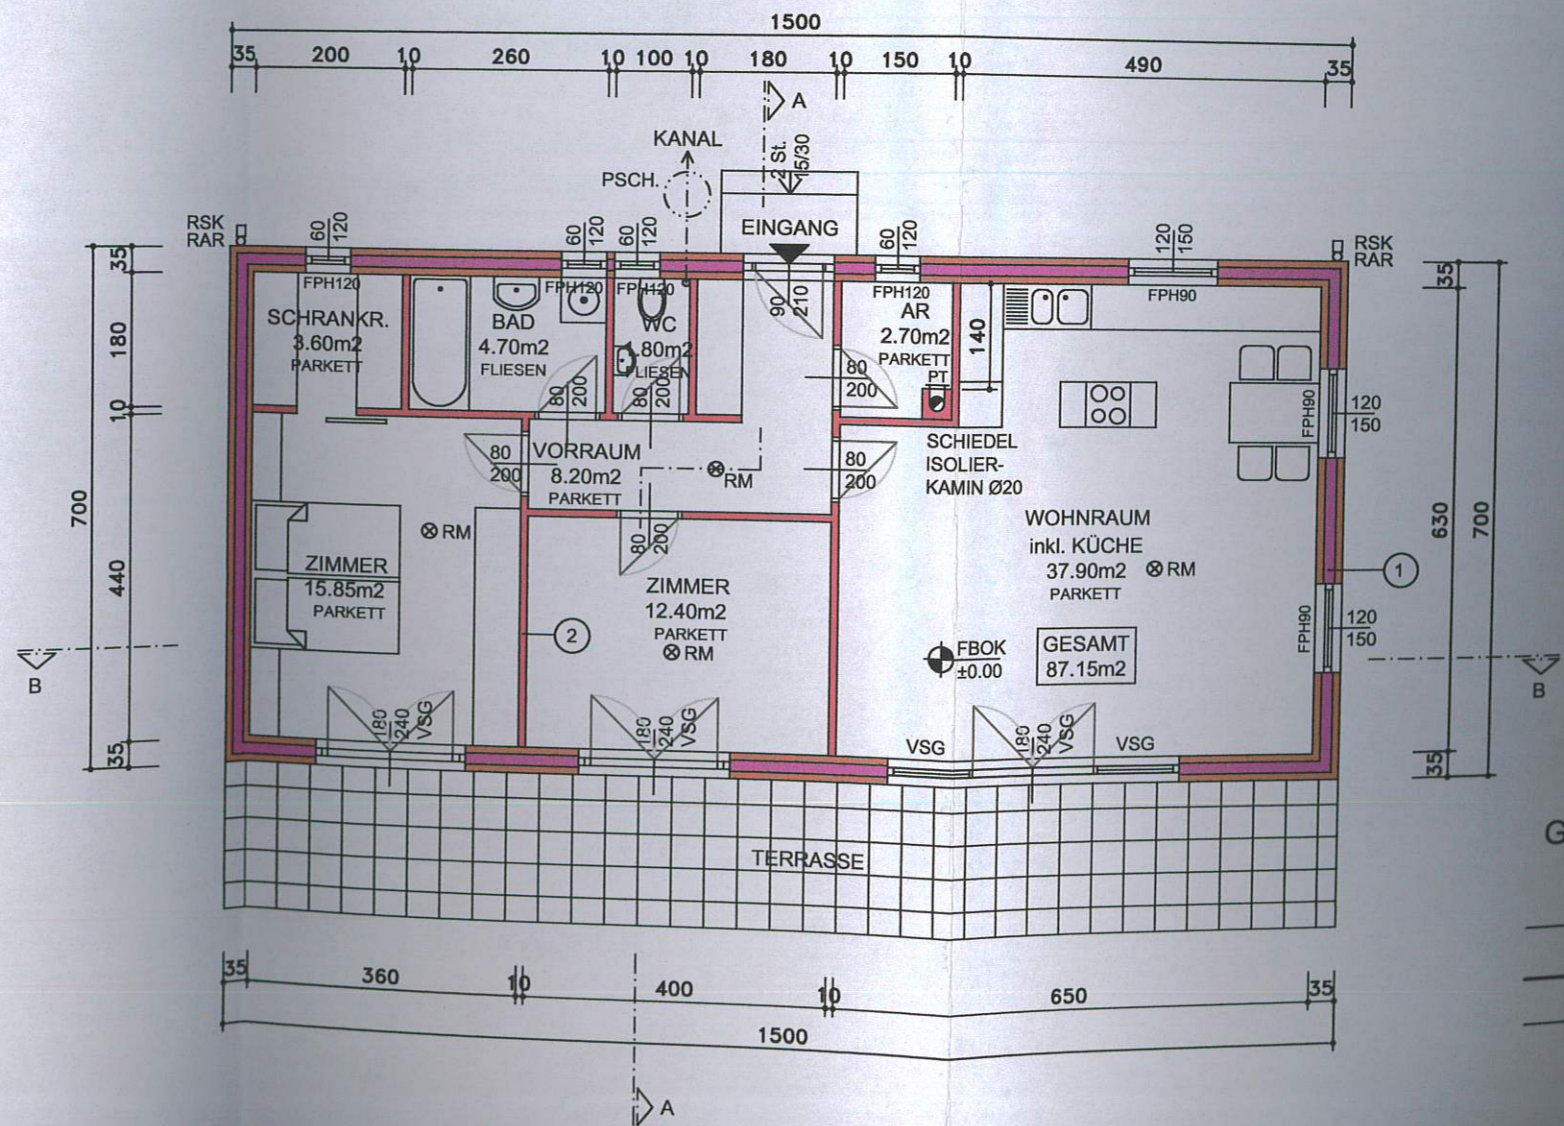 1500
35 200 10 260 10 100 10 180 10 150 10 490 35
A
KANAL
PSCH.
2 St.
15/30
EINGANG
RSK
RAR
60
120
60
120
60
120
60
120
120
150
RSK
RAR
35
180
10
440
35
700
FPH120
FPH120
FPH120
FPH120
FPH90
SCHRANKR.
3.60m2
PARKETT
BAD
4.70m2
FLIESEN
WC
1.80m2
FLIESEN
90
210
AR
2.70m2
PARKETT
PT
140
80
200
80
200
80
200
FPH90
120
150
VORRAUM
8.20m2
PARKETT
80
200
RM
80
200
SCHIEDEL
ISOLIER-
KAMIN Ø20
RM
80
200
WOHNRAUM
inkl. KÜCHE
37.90m2
PARKETT
RM
1
ZIMMER
15.85m2
PARKETT
ZIMMER
12.40m2
PARKETT
RM
2
FBOK
±0.00
GESAMT
87.15m2
FPH90
120
150
35
630
35
700
B
B
180
240
VSG
180
240
VSG
VSG
180
240
VSG
VSG
TERRASSE
G
35 360 10 400 10 650 35
1500
A